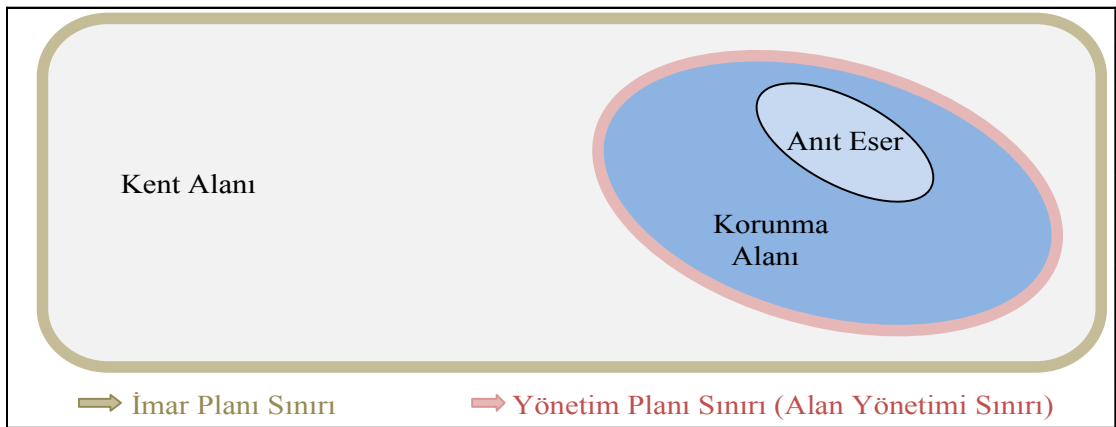 Anıt Eser
Kent Alanı
Korunma
Alanı
İmar Planı Sınırı
Yönetim Planı Sınırı (Alan Yönetimi Sınırı)